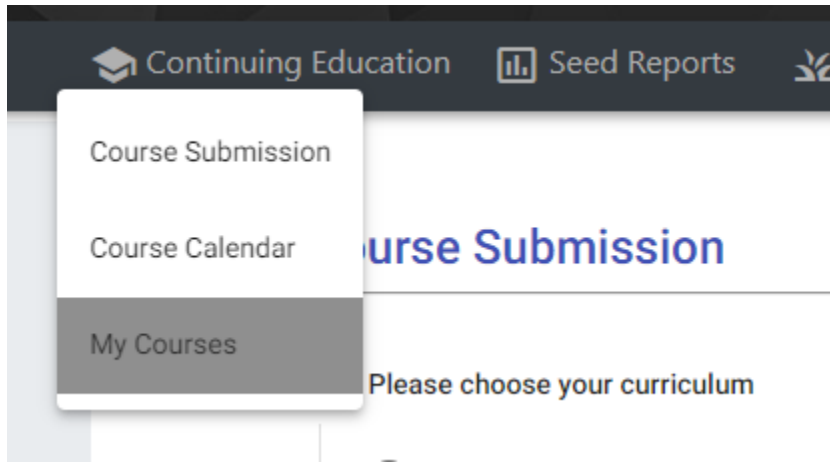 Continuing Education
Seed Reports
Course Submission
Course Calendar
My Courses
urse Submission
Please choose your curriculum